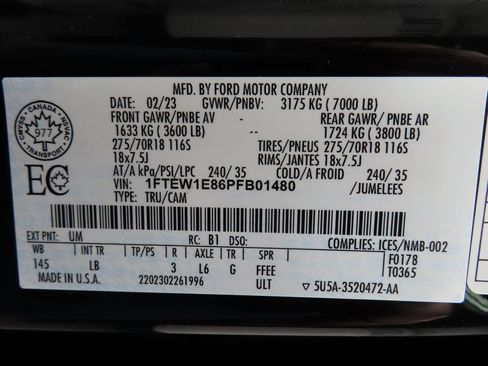 MFD. BY FORD MOTOR COMPANY
DATE: 02/23 GVWR/PNBV: 3175 KG ( 7000 LB)
FRONT GAWR/PNBE AV - REAR GAWR / PNBE AR
1633 KG ( 3600 LB) 1724 KG ( 3800 LB)
275/70R18 116S TIRES/PNEUS 275/70R18 116S
18x7.5J RIMS/JANTES 18x7.5J
AT/A kPa/PSI/LPC 240/ 35 COLD/A FROID 240/ 35
VIN: 1FTEW1E86PFB01480 /JUMELEES
TYPE: TRU/CAM
CANADA
CMVSS NSVAC
977
TRANSPORT
EC
EXT PNT: UM RC: B1 DSO: COMPLIES: ICES/NMB-002
WB INT TR TP/PS R AXLE TR SPR F0178
145 LB 3 L6 G FFEE T0365
MADE IN U.S.A. 2202302261996 ULT 5U5A-3520472-AA